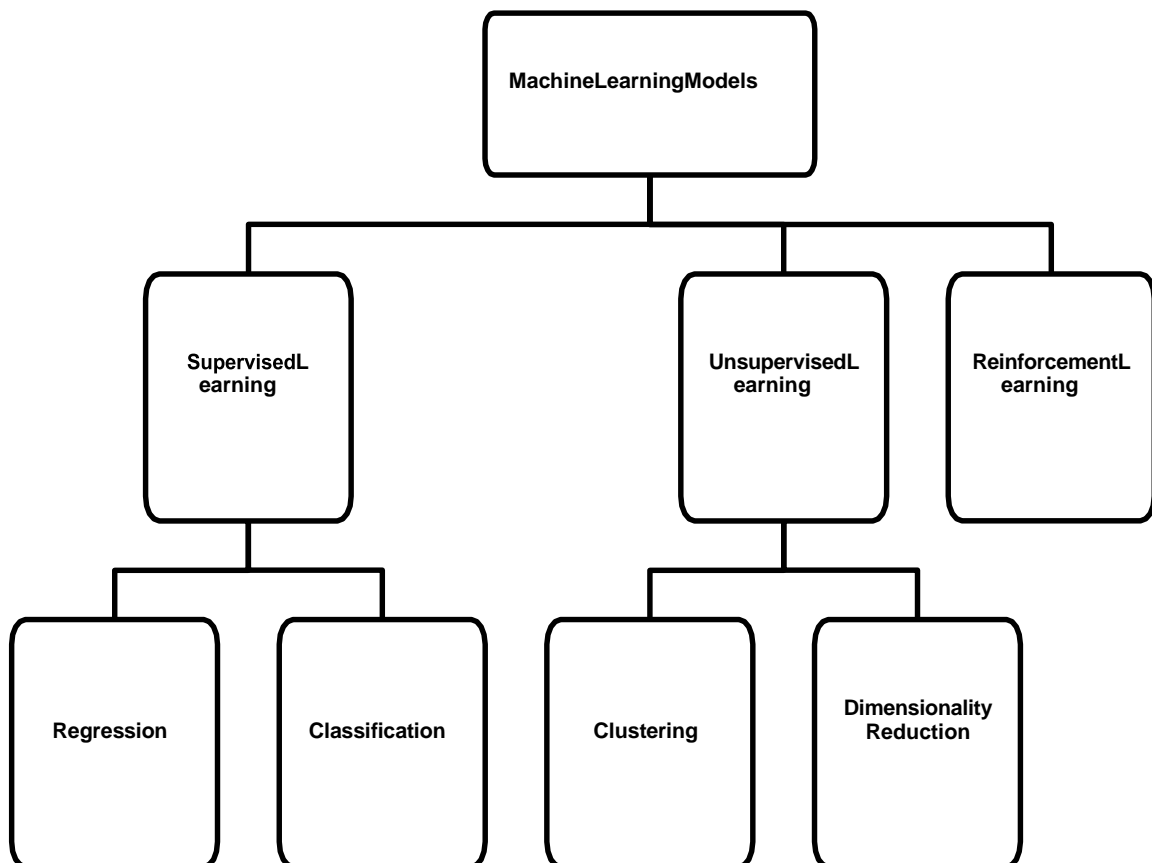 MachineLearningModels
SupervisedL
earning
UnsupervisedL
earning
ReinforcementL
earning
Regression
Classification
Clustering
Dimensionality
Reduction